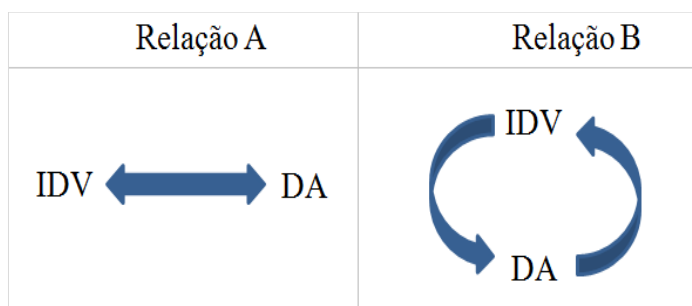 Relação A
Relação B
IDV
DA
IDV
DA